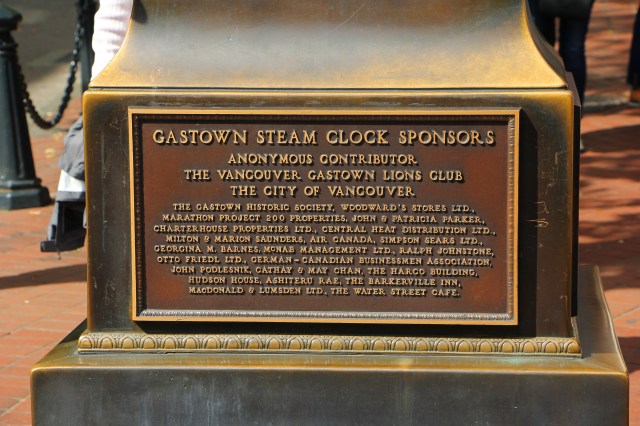 GASTOWN STEAM CLOCK SPONSORS
ANONYMOUS CONTRIBUTOR
THE VANCOUVER GASTOWN LIONS CLUB
THE CITY OF VANCOUVER
THE GASTOWN HISTORIC SOCIETY, WOODWARD'S STORES LTD.,
MARATHON PROJECT 200 PROPERTIES, JOHN & PATRICIA PARKER,
CHARTERHOUSE PROPERTIES LTD., CENTRAL HEAT DISTRIBUTION LTD.,
MILTON & MARION SAUNDERS, AIR CANADA, SIMPSON SEARS LTD.,
GEORGINA M. BARNES, MCNAB MANAGEMENT LTD., RALPH JOHNSTONE,
OTTO FRIEDL LTD., GERMAN-CANADIAN BUSINESSMEN ASSOCIATION,
JOHN PODLESNIK, CATHAY & MAY CHAN, THE HARCO BUILDING,
HUDSON HOUSE, ASHITERU RAE, THE BARKERVILLE INN,
MACDONALD & LUMSDEN LTD., THE WATER STREET CAFE.